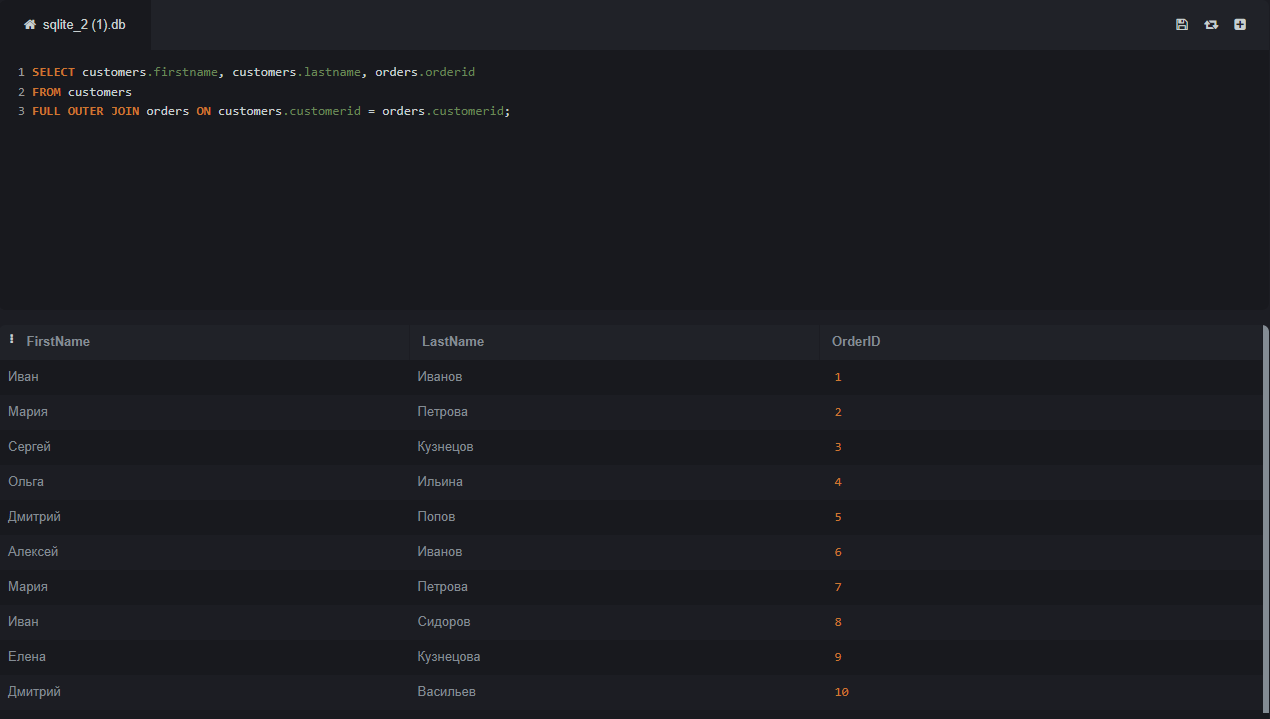 sqlite_2 (1).db
1 SELECT customers.firstname, customers.lastname, orders.orderid
2 FROM customers
3 FULL OUTER JOIN orders ON customers.customerid = orders.customerid;
FirstName LastName OrderID
Иван Иванов 1
Мария Петрова 2
Сергей Кузнецов 3
Ольга Ильина 4
Дмитрий Попов 5
Алексей Иванов 6
Мария Петрова 7
Иван Сидоров 8
Елена Кузнецова 9
Дмитрий Васильев 10